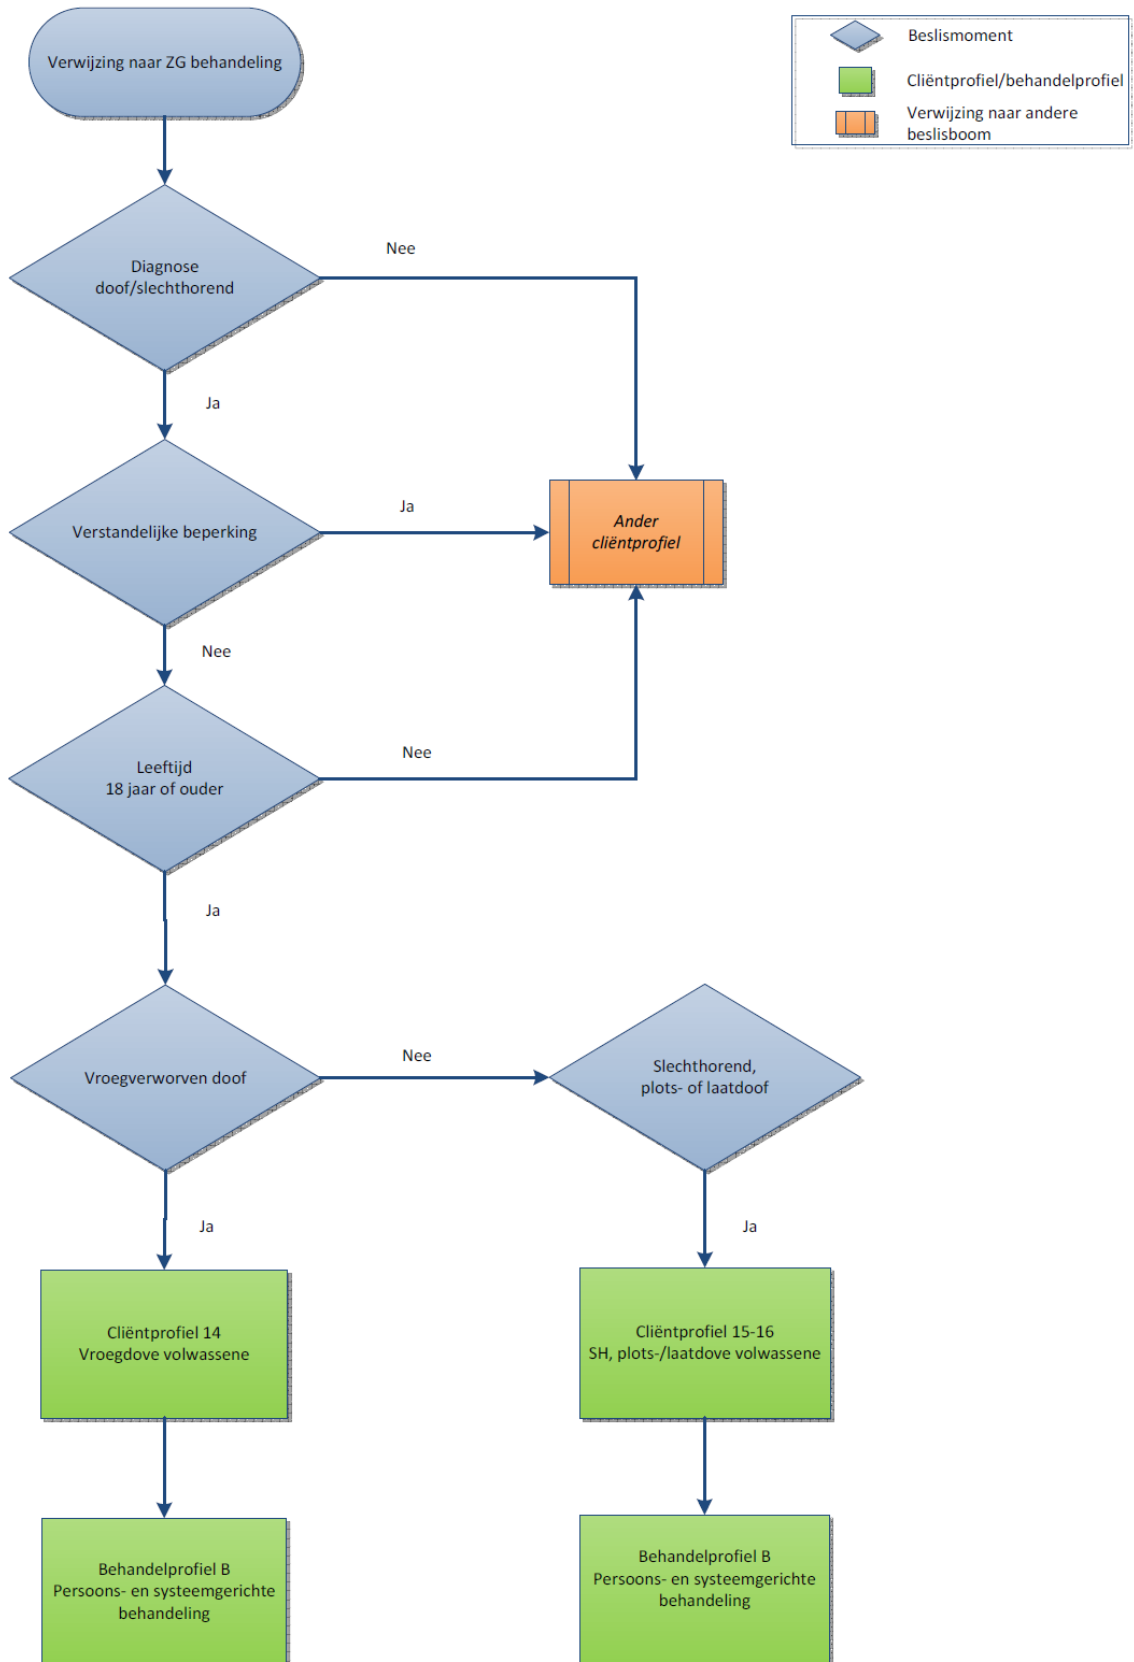 Verwijzing naar ZG behandeling
Beslismoment
Cliëntprofiel/behandelprofiel
Verwijzing naar andere
beslisboom
Diagnose
doof/slechthorend
Nee
Ja
Verstandelijke beperking
Ja
Ander
cliëntprofiel
Nee
Leeftijd
18 jaar of ouder
Nee
Ja
Vroegverworven doof
Nee
Slechthorend,
plots- of laatdoof
Ja
Ja
Cliëntprofiel 14
Vroegdove volwassene
Cliëntprofiel 15-16
SH, plots-/laatdove volwassene
Behandelprofiel B
Persoons- en systeemgerichte
behandeling
Behandelprofiel B
Persoons- en systeemgerichte
behandeling